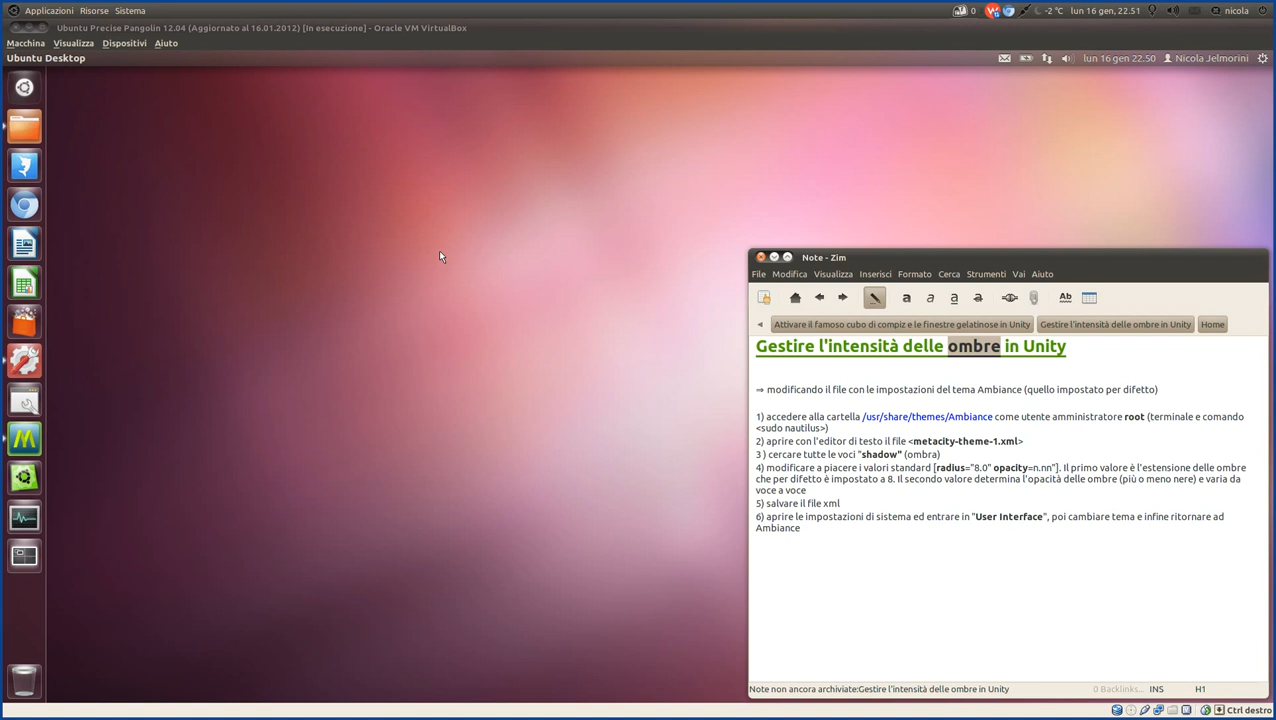 Applicazioni Risorse Sistema
0 -2 °C lun 16 gen, 22.51 nicola
Ubuntu Precise Pangolin 12.04 (Aggiornato al 16.01.2012) [In esecuzione] - Oracle VM VirtualBox
Macchina Visualizza Dispositivi Aiuto
Ubuntu Desktop
lun 16 gen 22.50 Nicola Jelmorini
Note - Zim
File Modifica Visualizza Inserisci Formato Cerca Strumenti Vai Aiuto
a a a a Ab
Attivare il famoso cubo di compiz e le finestre gelatinose in Unity Gestire l'intensità delle ombre in Unity Home
Gestire l'intensità delle ombre in Unity
⇒ modificando il file con le impostazioni del tema Ambiance (quello impostato per difetto)
1) accedere alla cartella /usr/share/themes/Ambiance come utente amministratore root (terminale e comando
<sudo nautilus>)
2) aprire con l'editor di testo il file <metacity-theme-1.xml>
3 ) cercare tutte le voci "shadow" (ombra)
4) modificare a piacere i valori standard [radius="8.0" opacity=n.nn"]. Il primo valore è l'estensione delle ombre
che per difetto è impostato a 8. Il secondo valore determina l'opacità delle ombre (più o meno nere) e varia da
voce a voce
5) salvare il file xml
6) aprire le impostazioni di sistema ed entrare in "User Interface", poi cambiare tema e infine ritornare ad
Ambiance
Note non ancora archiviate:Gestire l'intensità delle ombre in Unity 0 Backlinks... INS H1
Ctrl destro